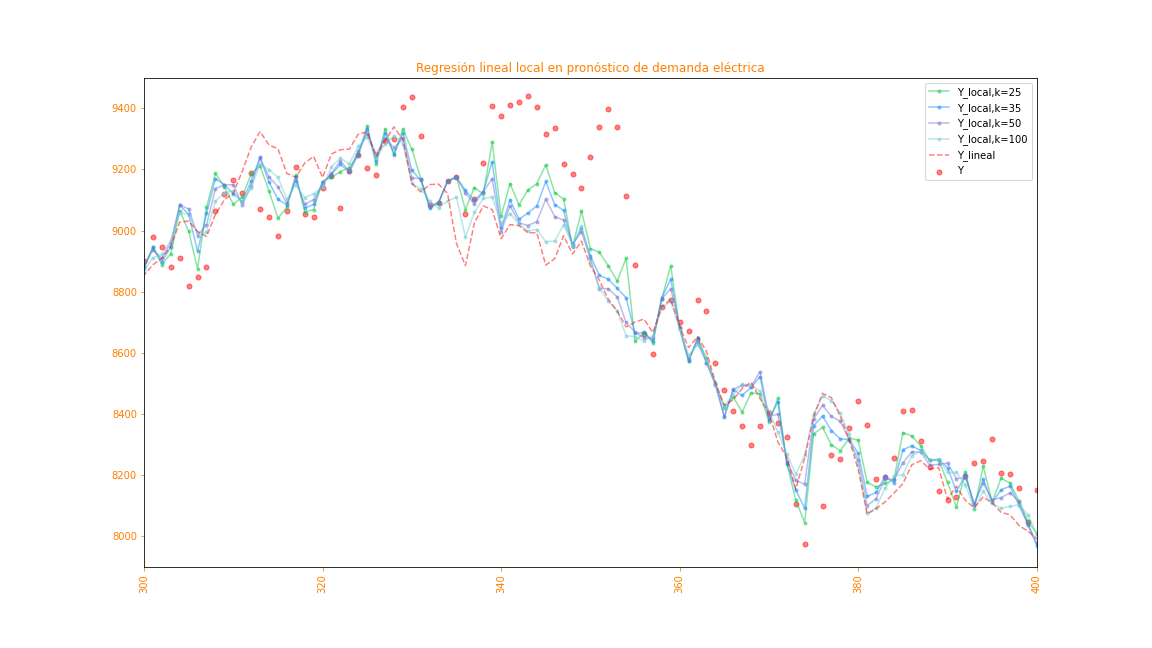 Regresión lineal local en pronóstico de demanda eléctrica
9400
9200
9000
8800
8600
8400
8200
8000
300
320
340
360
380
400
Y_local,k=25
Y_local,k=35
Y_local,k=50
Y_local,k=100
Y_lineal
Y